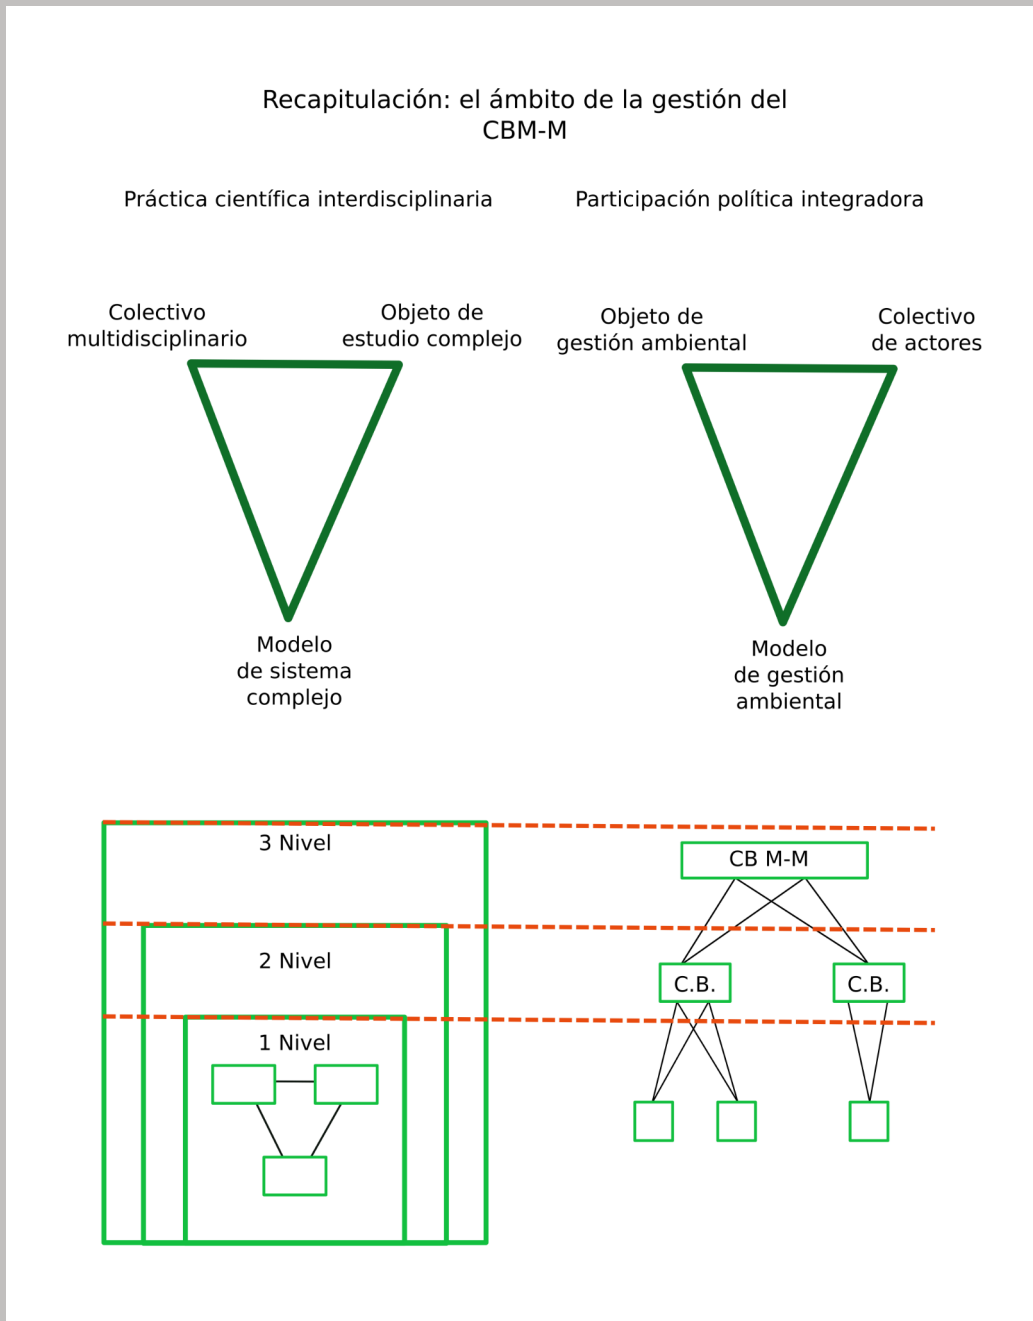 Recapitulación: el ámbito de la gestión del
CBM-M
Práctica científica interdisciplinaria
Participación política integradora
Colectivo
multidisciplinario
Objeto de
estudio complejo
Objeto de
gestión ambiental
Colectivo
de actores
Modelo
de sistema
complejo
Modelo
de gestión
ambiental
3 Nivel
CB M-M
2 Nivel
C.B.
C.B.
1 Nivel